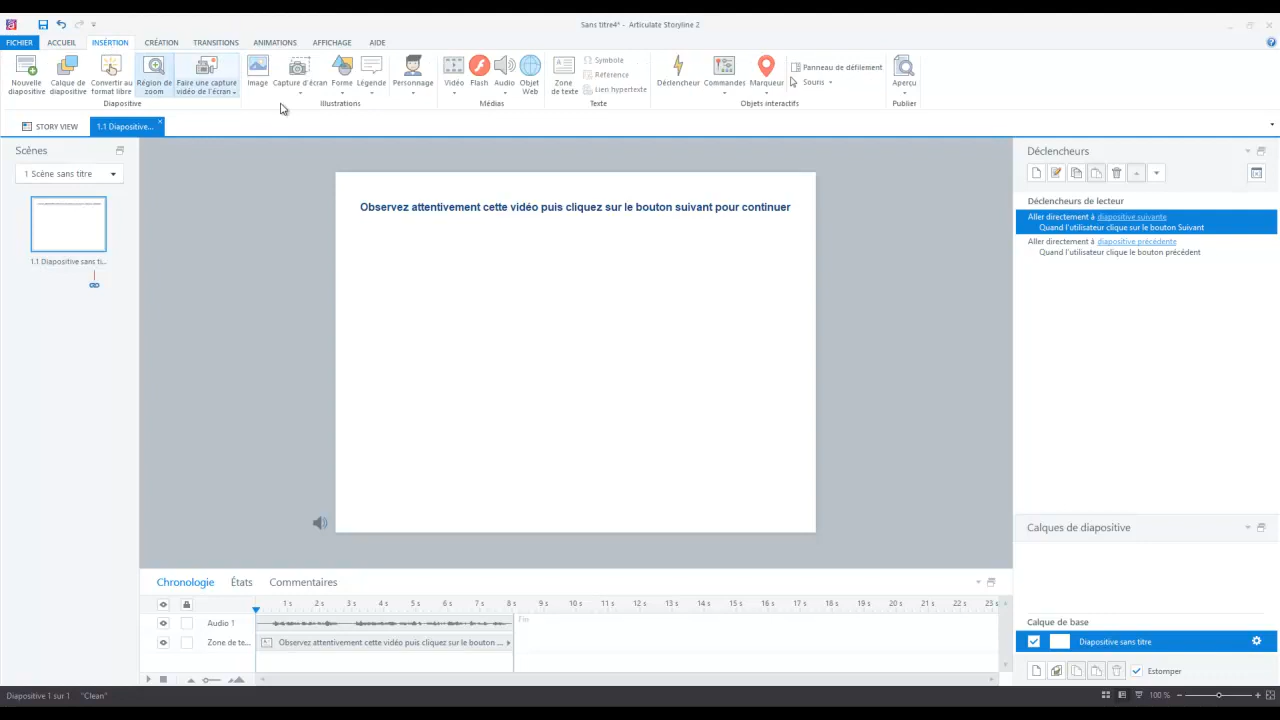 Sans titre4* - Articulate Storyline 2
FICHIER ACCUEIL INSERTION CRÉATION TRANSITIONS ANIMATIONS AFFICHAGE AIDE
Nouvelle diapositive
Calque de diapositive
Convertir au format libre
Région de zoom
Faire une capture vidéo de l'écran
Image
Capture d'écran
Forme
Légende
Personnage
Vidéo
Flash
Audio
Objet Web
Zone de texte
Symbole
Référence
Lien hypertexte
Déclencheur
Commandes
Marqueur
Panneau de défilement
Souris
Aperçu
Diapositive Illustrations Médias Texte Objets interactifs Publier
STORY VIEW
1.1 Diapositive...
Scènes
1 Scène sans titre
1.1 Diapositive sans ti...
Observez attentivement cette vidéo puis cliquez sur le bouton suivant pour continuer
Déclencheurs
Déclencheurs de lecteur
Aller directement à diapositive suivante
Quand l'utilisateur clique sur le bouton Suivant
Aller directement à diapositive précédente
Quand l'utilisateur clique le bouton précédent
Calques de diapositive
Calque de base
Diapositive sans titre
Estomper
Chronologie États Commentaires
1 s 2 s 3 s 4 s 5 s 6 s 7 s 8 s 9 s 10 s 11 s 12 s 13 s 14 s 15 s 16 s 17 s 18 s 19 s 20 s 21 s 22 s 23 s
Audio 1
Fin
Zone de te...
Observez attentivement cette vidéo puis cliquez sur le bouton ...
Diapositive 1 sur 1 "Clean"
100 %